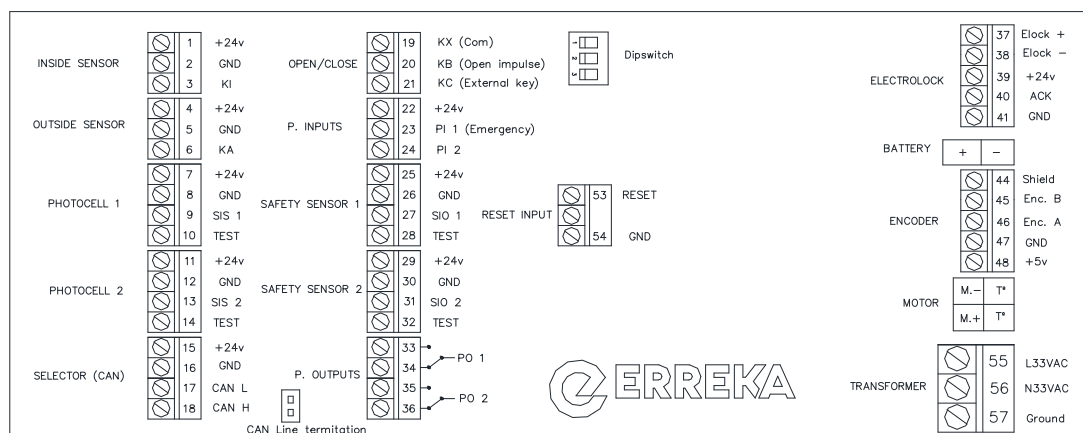 INSIDE SENSOR
1 +24v
2 GND
3 KI
OUTSIDE SENSOR
4 +24v
5 GND
6 KA
PHOTOCELL 1
7 +24v
8 GND
9 SIS 1
10 TEST
PHOTOCELL 2
11 +24v
12 GND
13 SIS 2
14 TEST
SELECTOR (CAN)
15 +24v
16 GND
17 CAN L
18 CAN H
CAN Line termitation
OPEN/CLOSE
19 KX (Com)
20 KB (Open impulse)
21 KC (External key)
P. INPUTS
22 +24v
23 PI 1 (Emergency)
24 PI 2
SAFETY SENSOR 1
25 +24v
26 GND
27 SIO 1
28 TEST
SAFETY SENSOR 2
29 +24v
30 GND
31 SIO 2
32 TEST
P. OUTPUTS
33
34 PO 1
35
36 PO 2
1
2
3
Dipswitch
RESET INPUT
53 RESET
54 GND
ERREKA
ELECTROLOCK
37 Elock +
38 Elock -
39 +24v
40 ACK
41 GND
BATTERY + -
ENCODER
44 Shield
45 Enc. B
46 Enc. A
47 GND
48 +5v
MOTOR
M.- Tº
M.+ Tº
TRANSFORMER
55 L33VAC
56 N33VAC
57 Ground